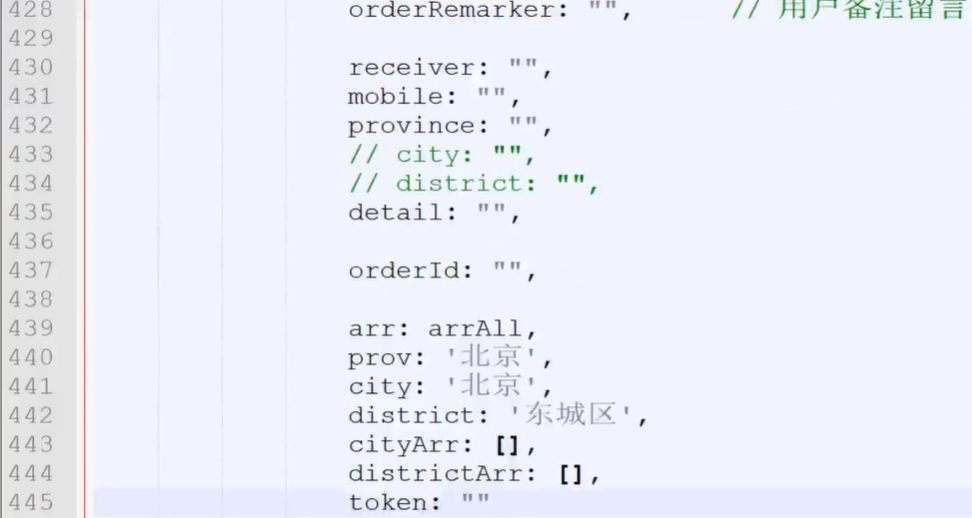 428 orderRemarker: "", // 用户备注留言
429
430 receiver: "",
431 mobile: "",
432 province: "",
433 // city: "",
434 // district: "",
435 detail: "",
436
437 orderId: "",
438
439 arr: arrAll,
440 prov: '北京',
441 city: '北京',
442 district: '东城区',
443 cityArr: [],
444 districtArr: [],
445 token: ""